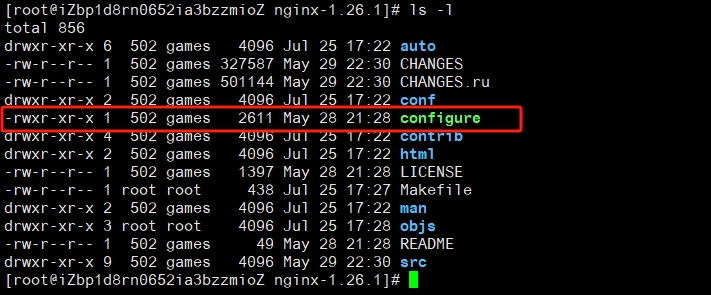 [root@iZbp1d8rn0652ia3bzzmioZ nginx-1.26.1]# ls -l
total 856
drwxr-xr-x 6  502 games   4096 Jul 25 17:22 auto
-rw-r--r-- 1  502 games 327587 May 29 22:30 CHANGES
-rw-r--r-- 1  502 games 501144 May 29 22:30 CHANGES.ru
drwxr-xr-x 2  502 games   4096 Jul 25 17:22 conf
-rwxr-xr-x 1  502 games   2611 May 28 21:28 configure
drwxr-xr-x 4  502 games   4096 Jul 25 17:22 contrib
drwxr-xr-x 2  502 games   4096 Jul 25 17:22 html
-rw-r--r-- 1  502 games   1397 May 28 21:28 LICENSE
-rw-r--r-- 1 root root     438 Jul 25 17:27 Makefile
drwxr-xr-x 2  502 games   4096 Jul 25 17:22 man
drwxr-xr-x 3 root root    4096 Jul 25 17:28 objs
-rw-r--r-- 1  502 games     49 May 28 21:28 README
drwxr-xr-x 9  502 games   4096 May 29 22:30 src
[root@iZbp1d8rn0652ia3bzzmioZ nginx-1.26.1]#